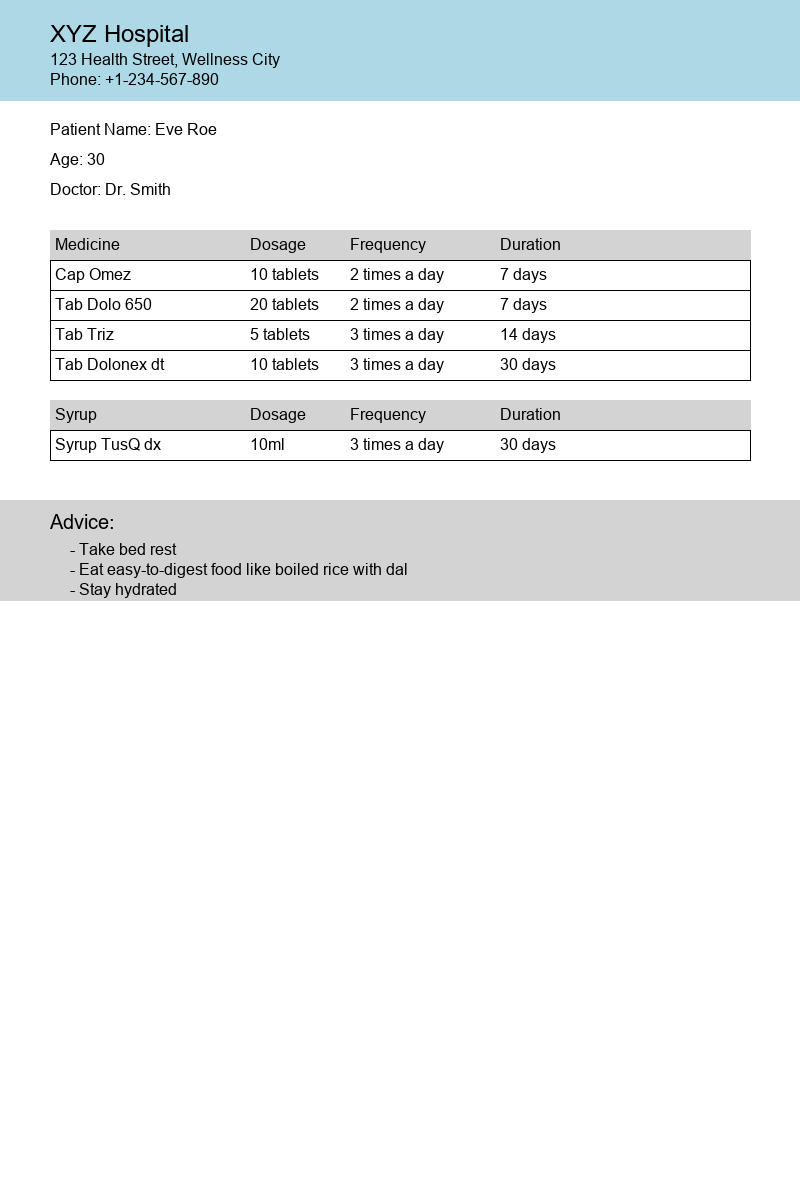 XYZ Hospital
123 Health Street, Wellness City
Phone: +1-234-567-890
Patient Name: Eve Roe
Age: 30
Doctor: Dr. Smith
Medicine Dosage Frequency Duration
Cap Omez 10 tablets 2 times a day 7 days
Tab Dolo 650 20 tablets 2 times a day 7 days
Tab Triz 5 tablets 3 times a day 14 days
Tab Dolonex dt 10 tablets 3 times a day 30 days
Syrup Dosage Frequency Duration
Syrup TusQ dx 10ml 3 times a day 30 days
Advice:
- Take bed rest
- Eat easy-to-digest food like boiled rice with dal
- Stay hydrated